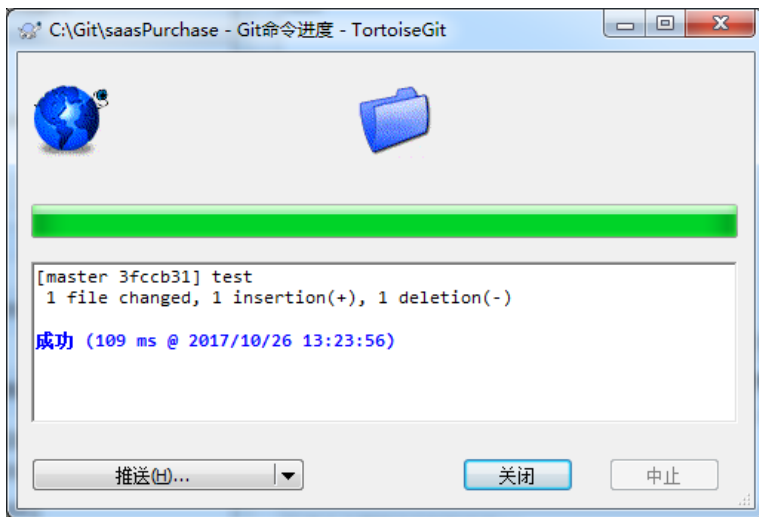 C:\Git\saasPurchase - Git命令进度 - TortoiseGit
[master 3fccb31] test
1 file changed, 1 insertion(+), 1 deletion(-)
成功 (109 ms @ 2017/10/26 13:23:56)
推送(H)...
关闭
中止